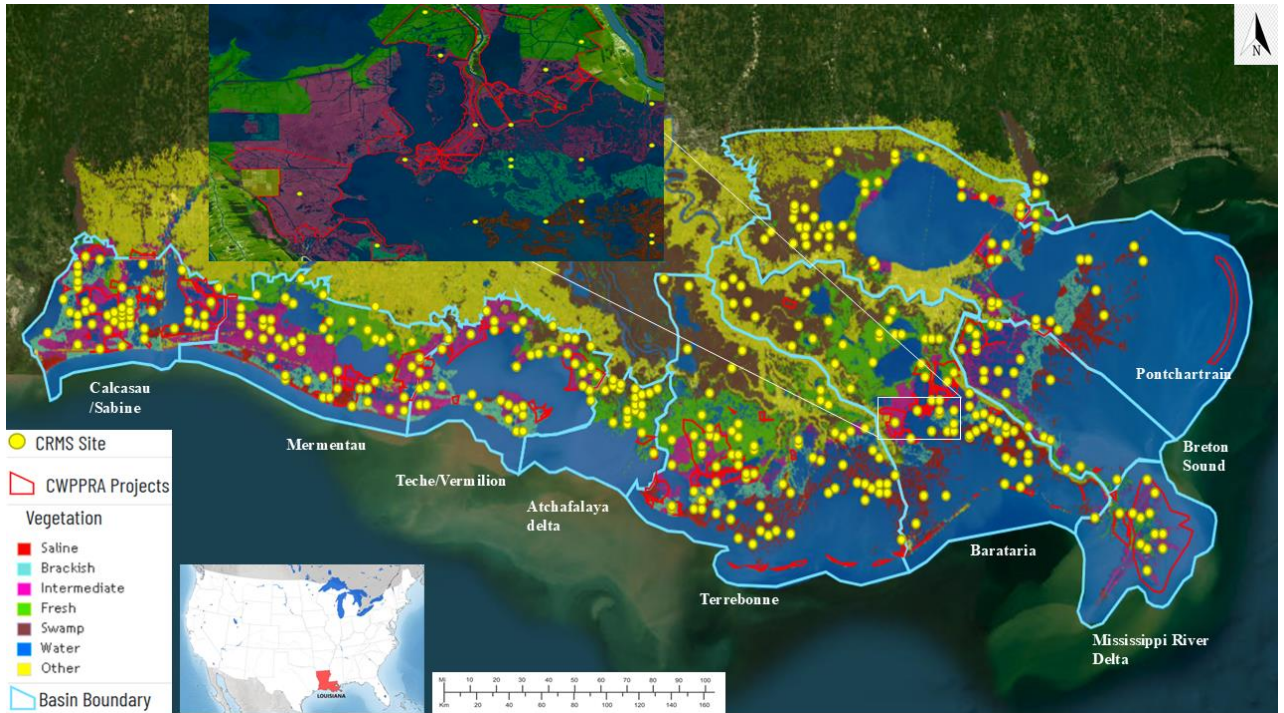 N
Calcasau
/Sabine
Mermentau
Teche/Vermilion
Atchafalaya
delta
Terrebonne
Barataria
Mississippi River
Delta
Breton
Sound
Pontchartrain
CRMS Site
CWPPRA Projects
Vegetation
Saline
Brackish
Intermediate
Fresh
Swamp
Water
Other
Basin Boundary
LOUISIANA
Mi 10 20 30 40 50 60 70 80 90 100
Km 20 40 60 80 100 120 140 160